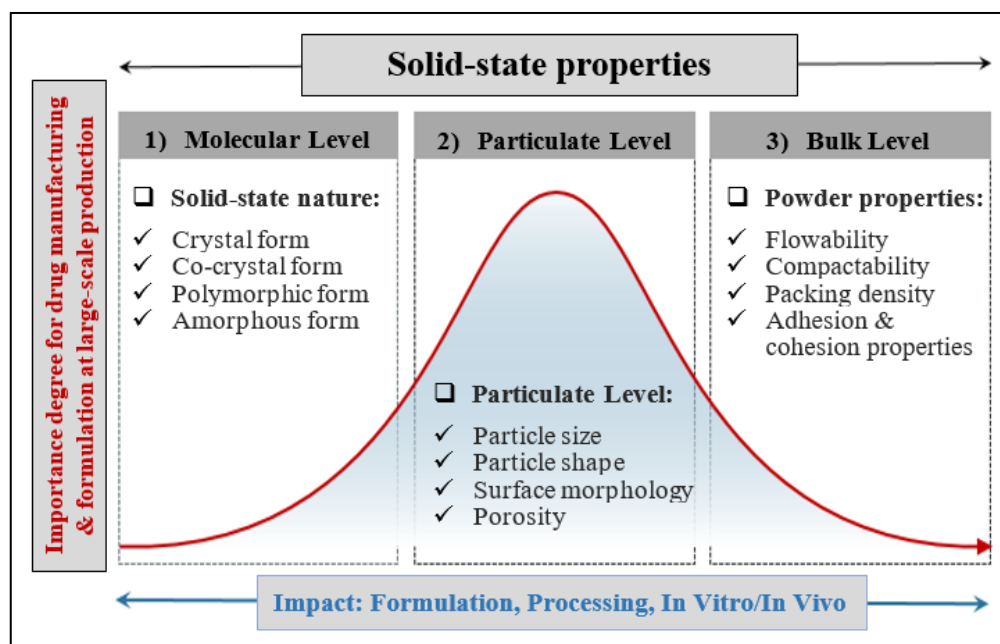 Solid-state properties
Importance degree for drug manufacturing
& formulation at large-scale production
1) Molecular Level
❑ Solid-state nature:
✓ Crystal form
✓ Co-crystal form
✓ Polymorphic form
✓ Amorphous form
2) Particulate Level
❑ Particulate Level:
✓ Particle size
✓ Particle shape
✓ Surface morphology
✓ Porosity
3) Bulk Level
❑ Powder properties:
✓ Flowability
✓ Compactability
✓ Packing density
✓ Adhesion &
cohesion properties
Impact: Formulation, Processing, In Vitro/In Vivo